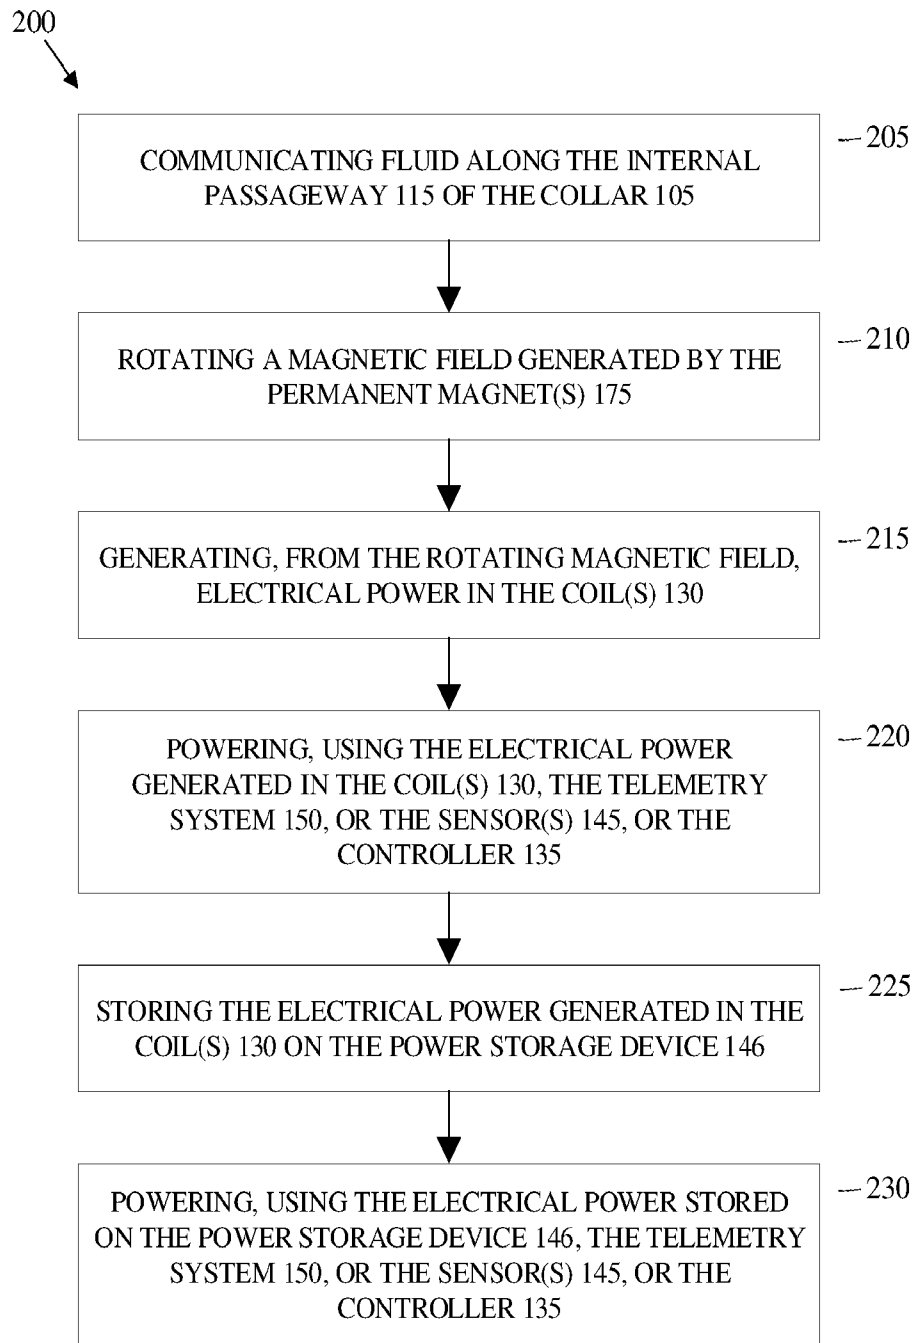 200
205
COMMUNICATING FLUID ALONG THE INTERNAL
PASSAGEWAY 115 OF THE COLLAR 105
210
ROTATING A MAGNETIC FIELD GENERATED BY THE
PERMANENT MAGNET(S) 175
215
GENERATING, FROM THE ROTATING MAGNETIC FIELD,
ELECTRICAL POWER IN THE COIL(S) 130
220
POWERING, USING THE ELECTRICAL POWER
GENERATED IN THE COIL(S) 130, THE TELEMETRY
SYSTEM 150, OR THE SENSOR(S) 145, OR THE
CONTROLLER 135
225
STORING THE ELECTRICAL POWER GENERATED IN THE
COIL(S) 130 ON THE POWER STORAGE DEVICE 146
230
POWERING, USING THE ELECTRICAL POWER STORED
ON THE POWER STORAGE DEVICE 146, THE TELEMETRY
SYSTEM 150, OR THE SENSOR(S) 145, OR THE
CONTROLLER 135